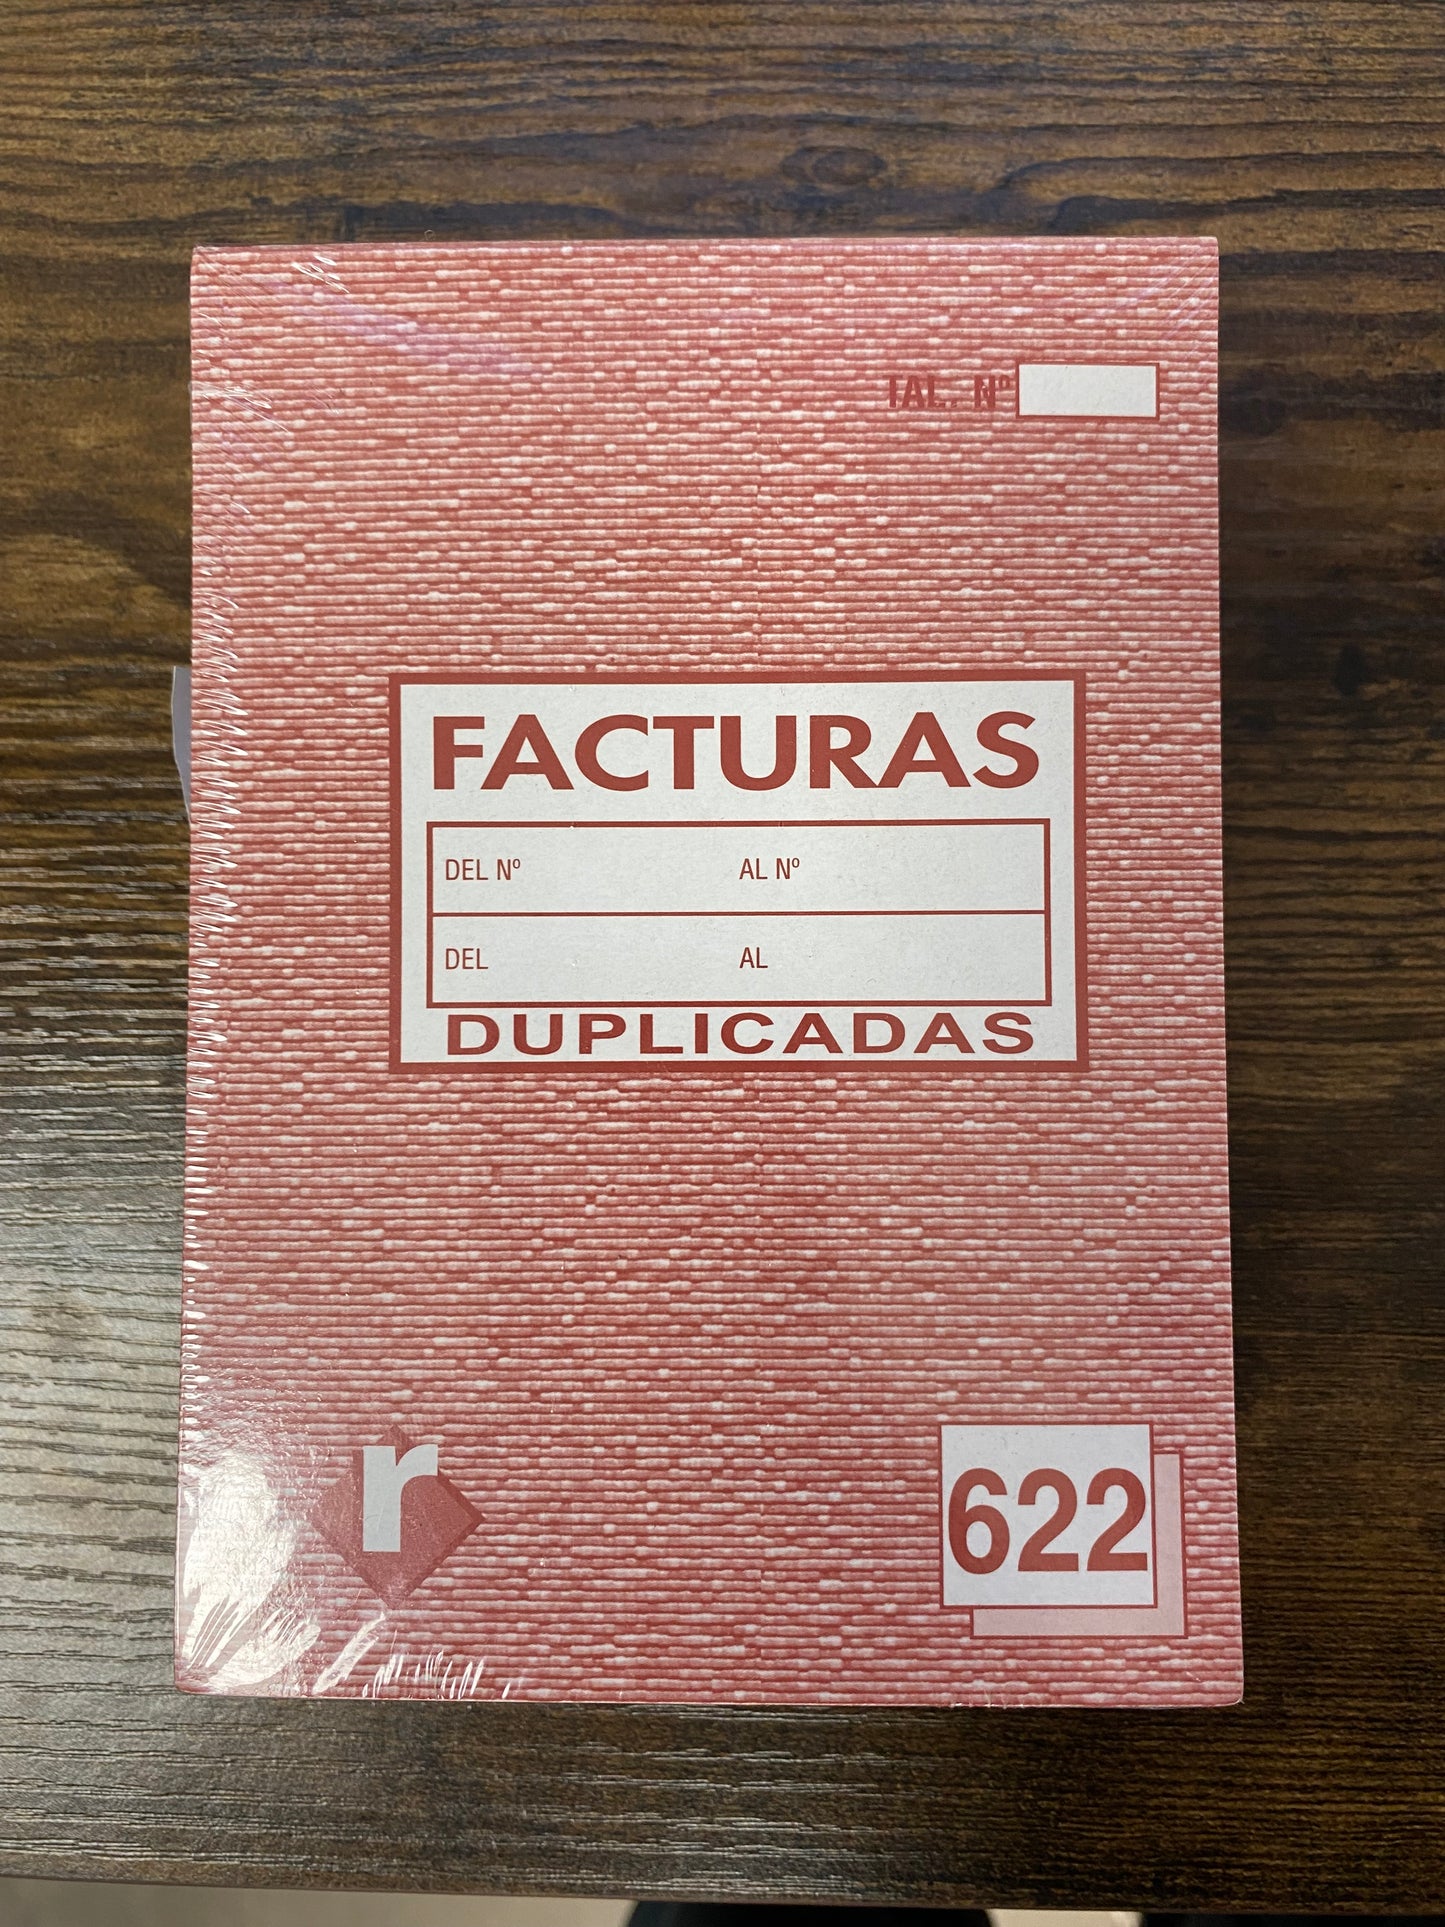 TAL. Nº
FACTURAS
DEL Nº AL Nº
DEL AL
DUPLICADAS
r
622